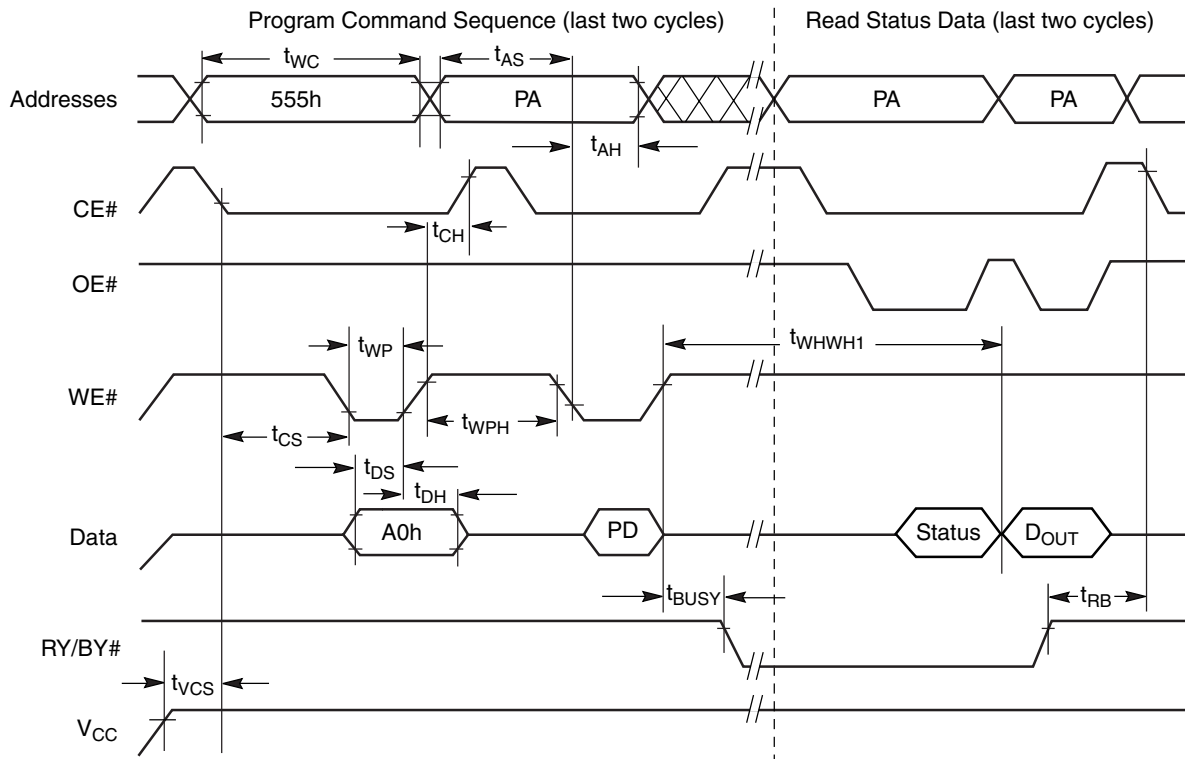 Program Command Sequence (last two cycles)
Read Status Data (last two cycles)
tWC
tAS
Addresses
555h
PA
PA
PA
tAH
CE#
tCH
OE#
tWP
tWHWH1
WE#
tCS
tWPH
tDS
tDH
Data
A0h
PD
Status
DOUT
tBUSY
tRB
RY/BY#
tVCS
VCC